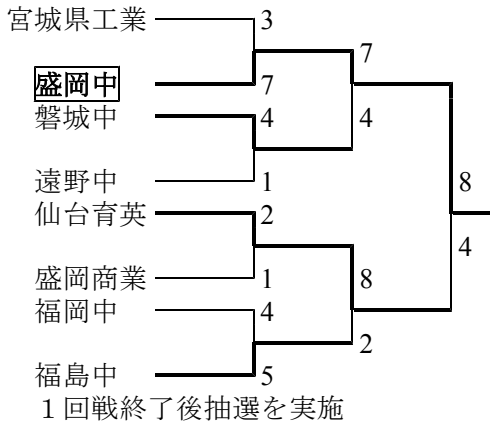 宮城県工業 3
7
盛岡中 7
磐城中 4
4
遠野中 1
8
仙台育英 2
4
盛岡商業 1
8
福岡中 4
2
福島中 5
１回戦終了後抽選を実施